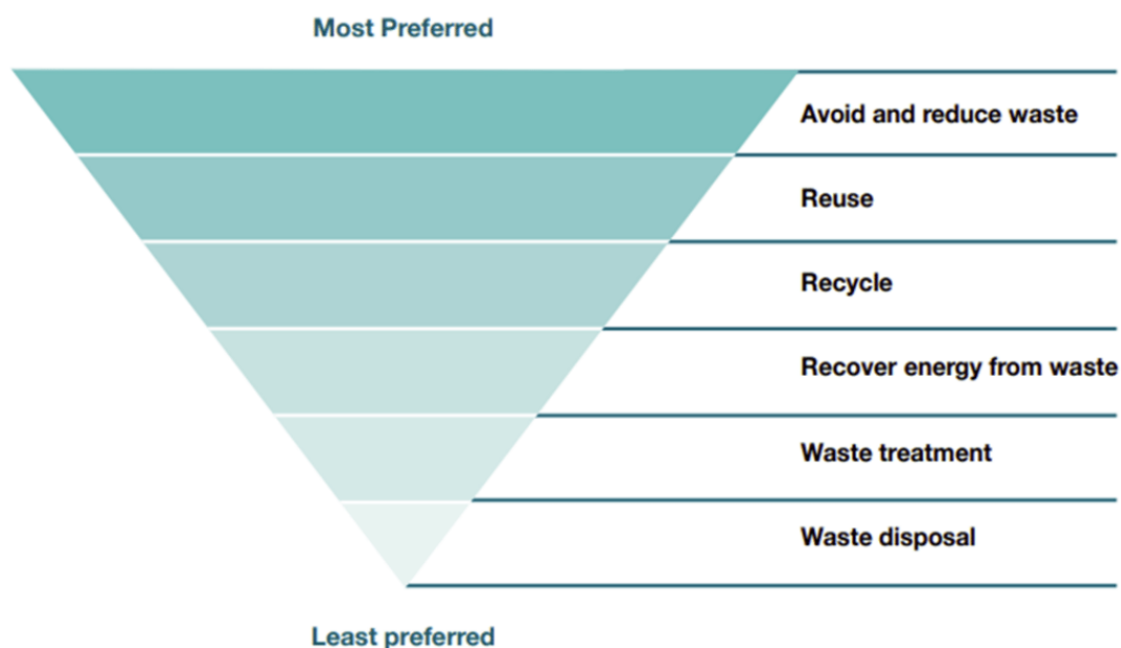 Most Preferred
Avoid and reduce waste
Reuse
Recycle
Recover energy from waste
Waste treatment
Waste disposal
Least preferred